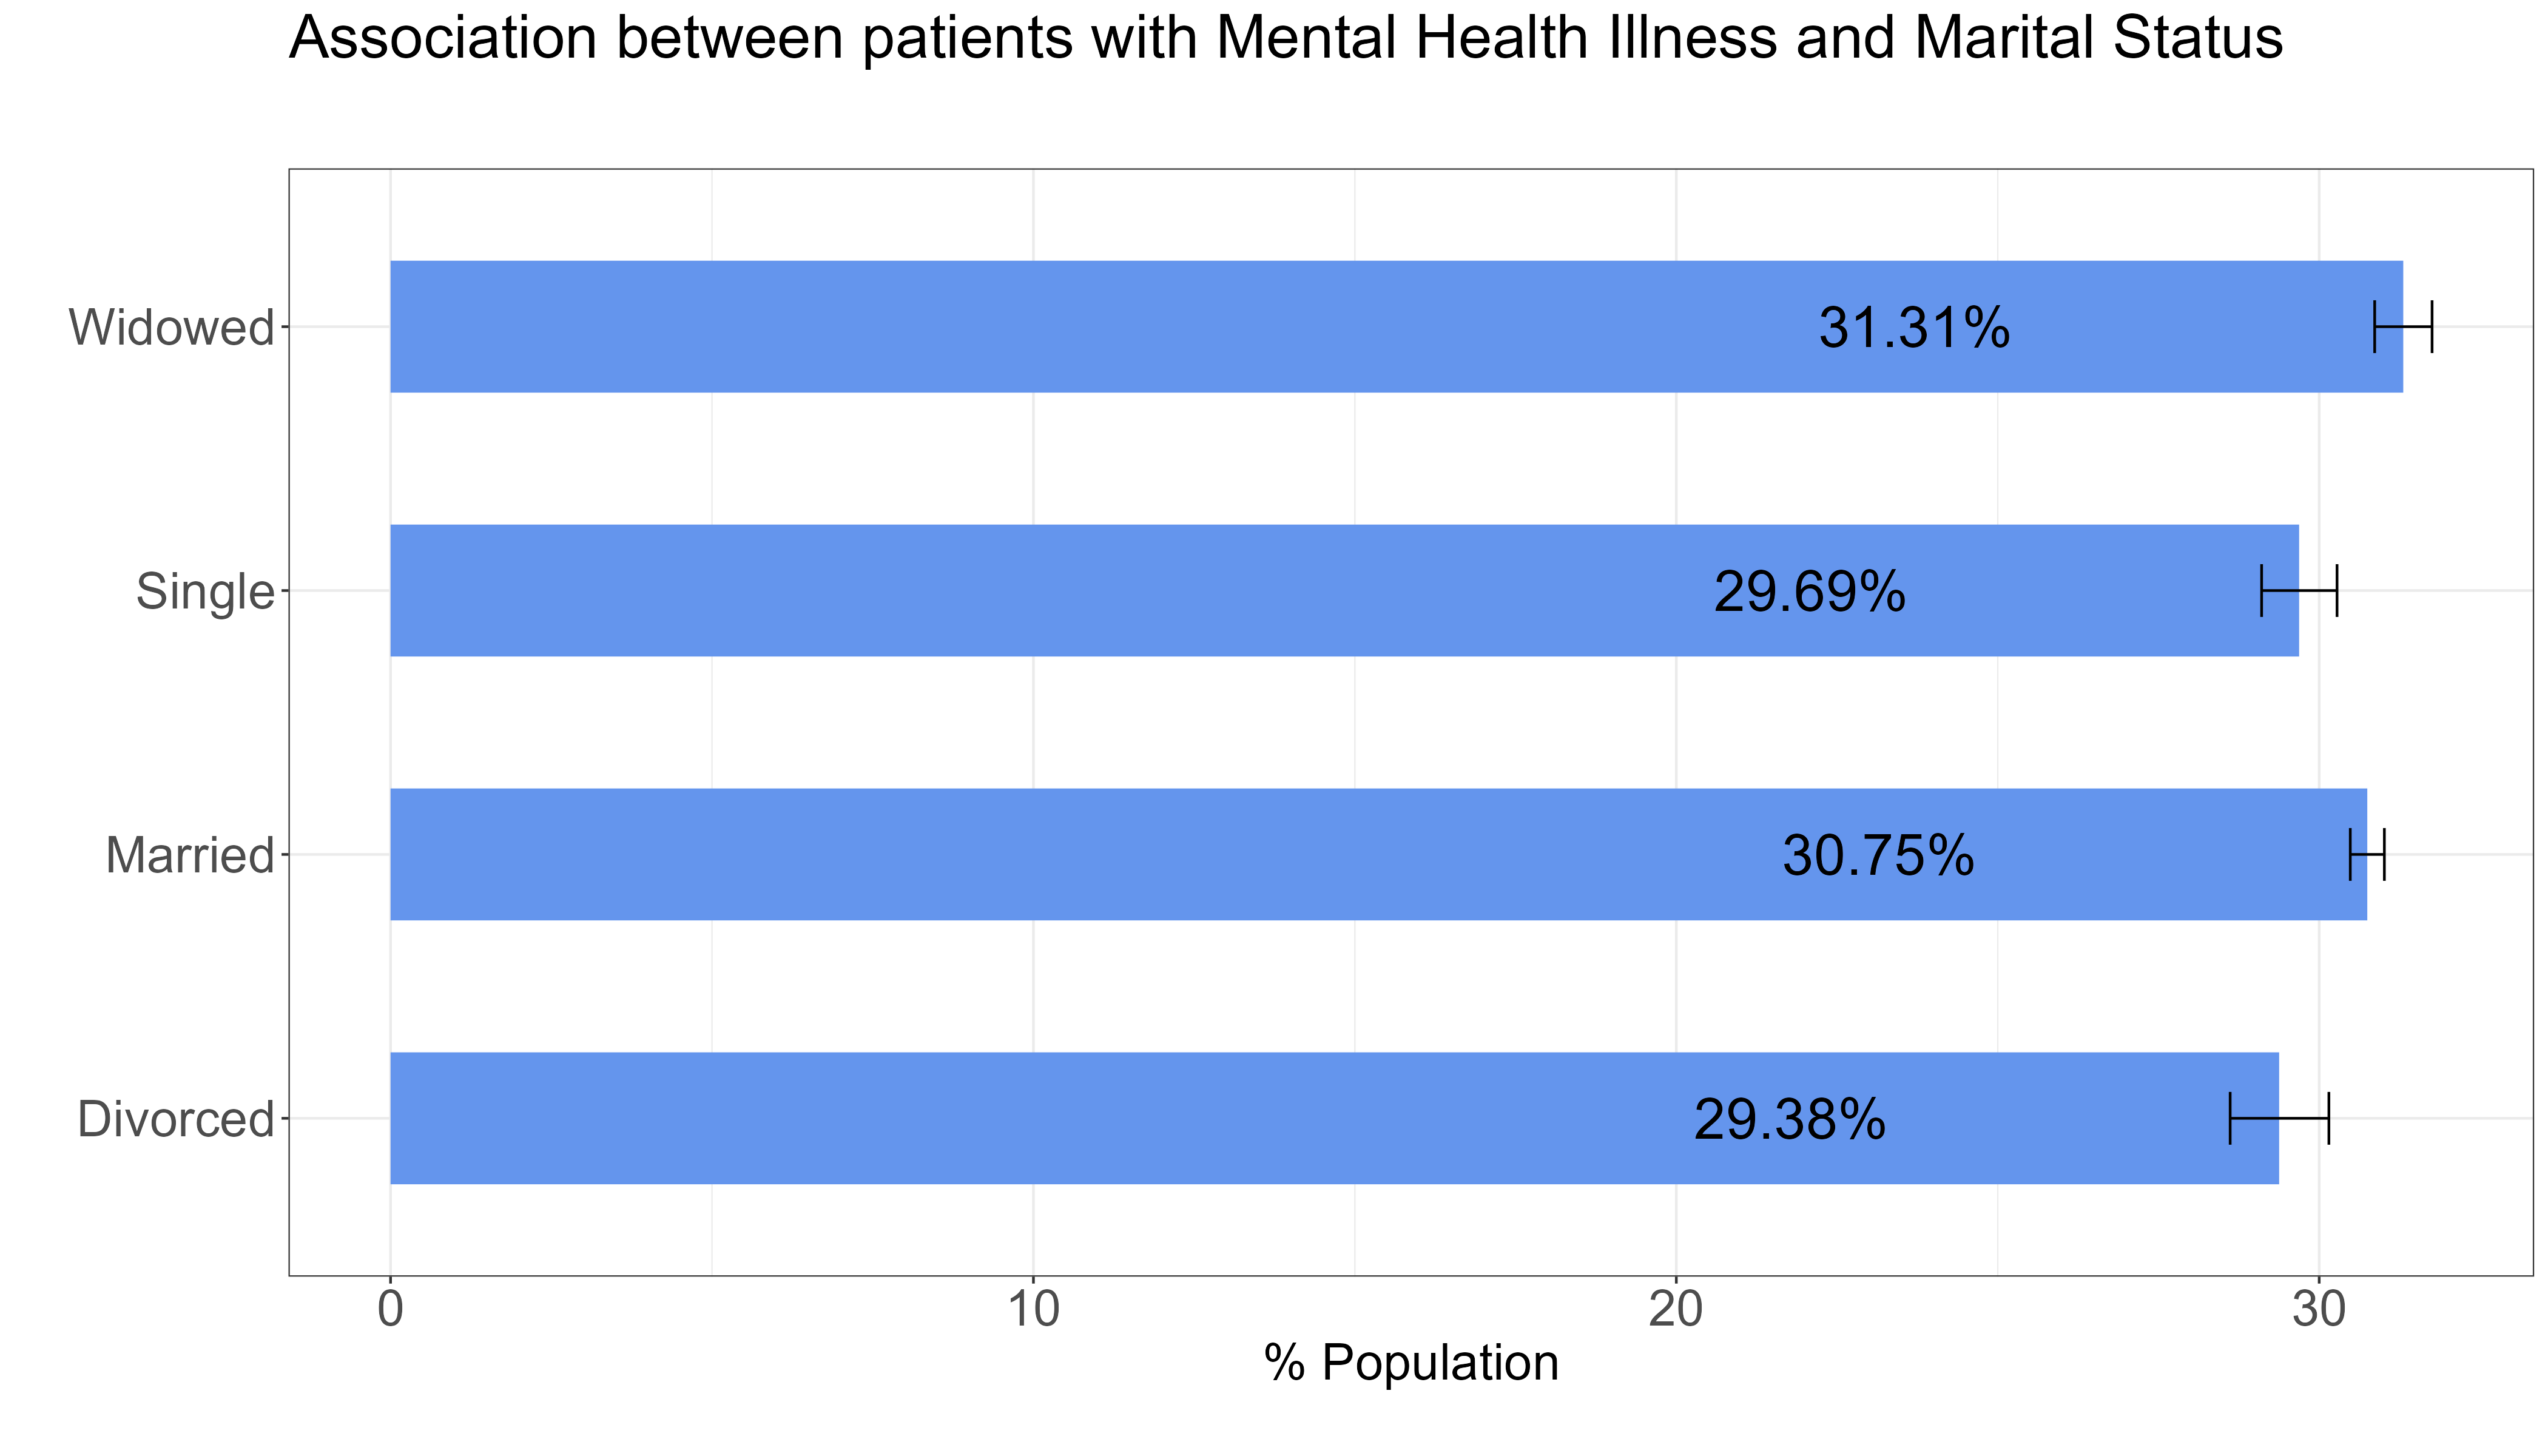 Association between patients with Mental Health Illness and Marital Status
Widowed
31.31%
Single
29.69%
Married
30.75%
Divorced
29.38%
0 10 20 30
% Population